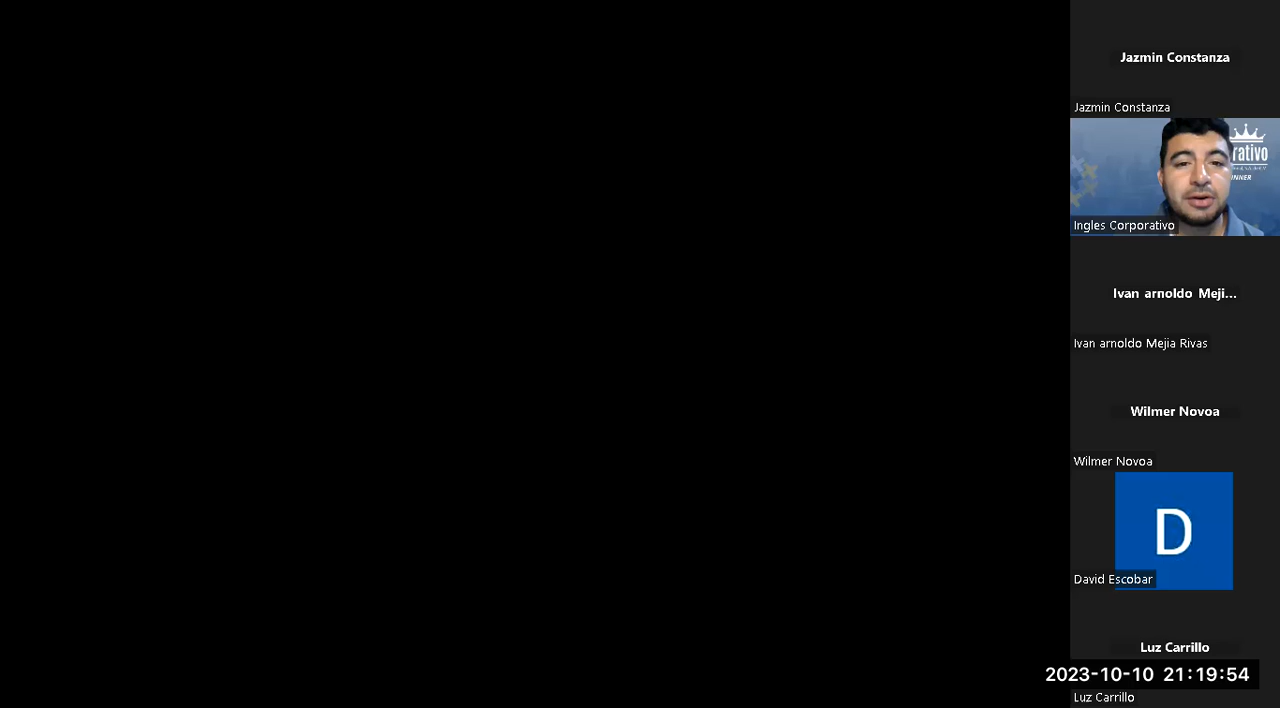 Jazmin Constanza
Jazmin Constanza
rativo
NNER
Ingles Corporativo
Ivan arnoldo Meji...
Ivan arnoldo Mejia Rivas
Wilmer Novoa
Wilmer Novoa
D
David Escobar
Luz Carrillo
2023-10-10 21:19:54
Luz Carrillo